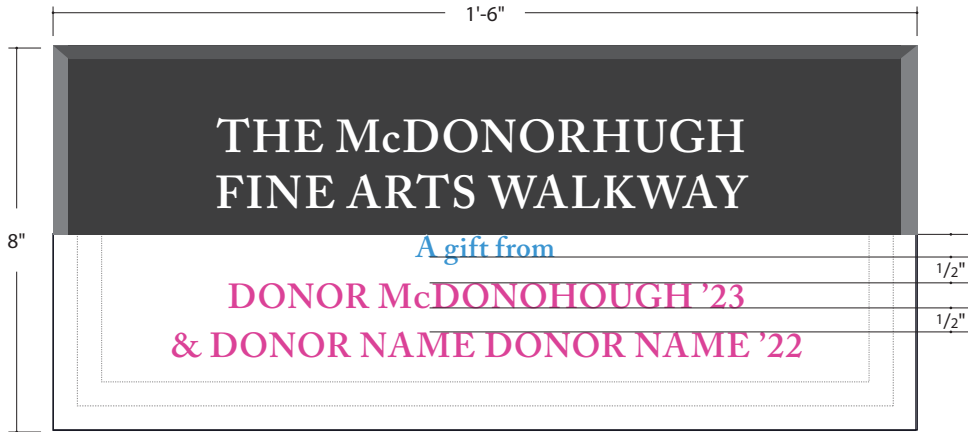 1'-6"
THE McDONORHUGH
FINE ARTS WALKWAY
8"
A gift from
1/2"
DONOR McDONOHOUGH ’23
1/2"
& DONOR NAME DONOR NAME ’22